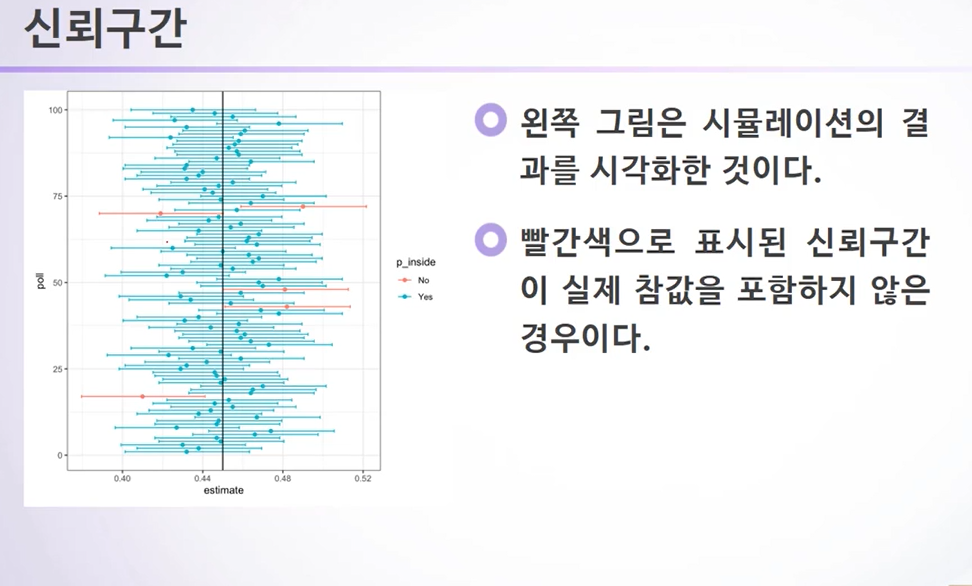 신뢰구간
왼쪽 그림은 시뮬레이션의 결
과를 시각화한 것이다.
빨간색으로 표시된 신뢰구간
이 실제 참값을 포함하지 않은
경우이다.
100
75
50
25
0
poll
0.40 0.44 0.48 0.52
estimate
p_inside
No
Yes